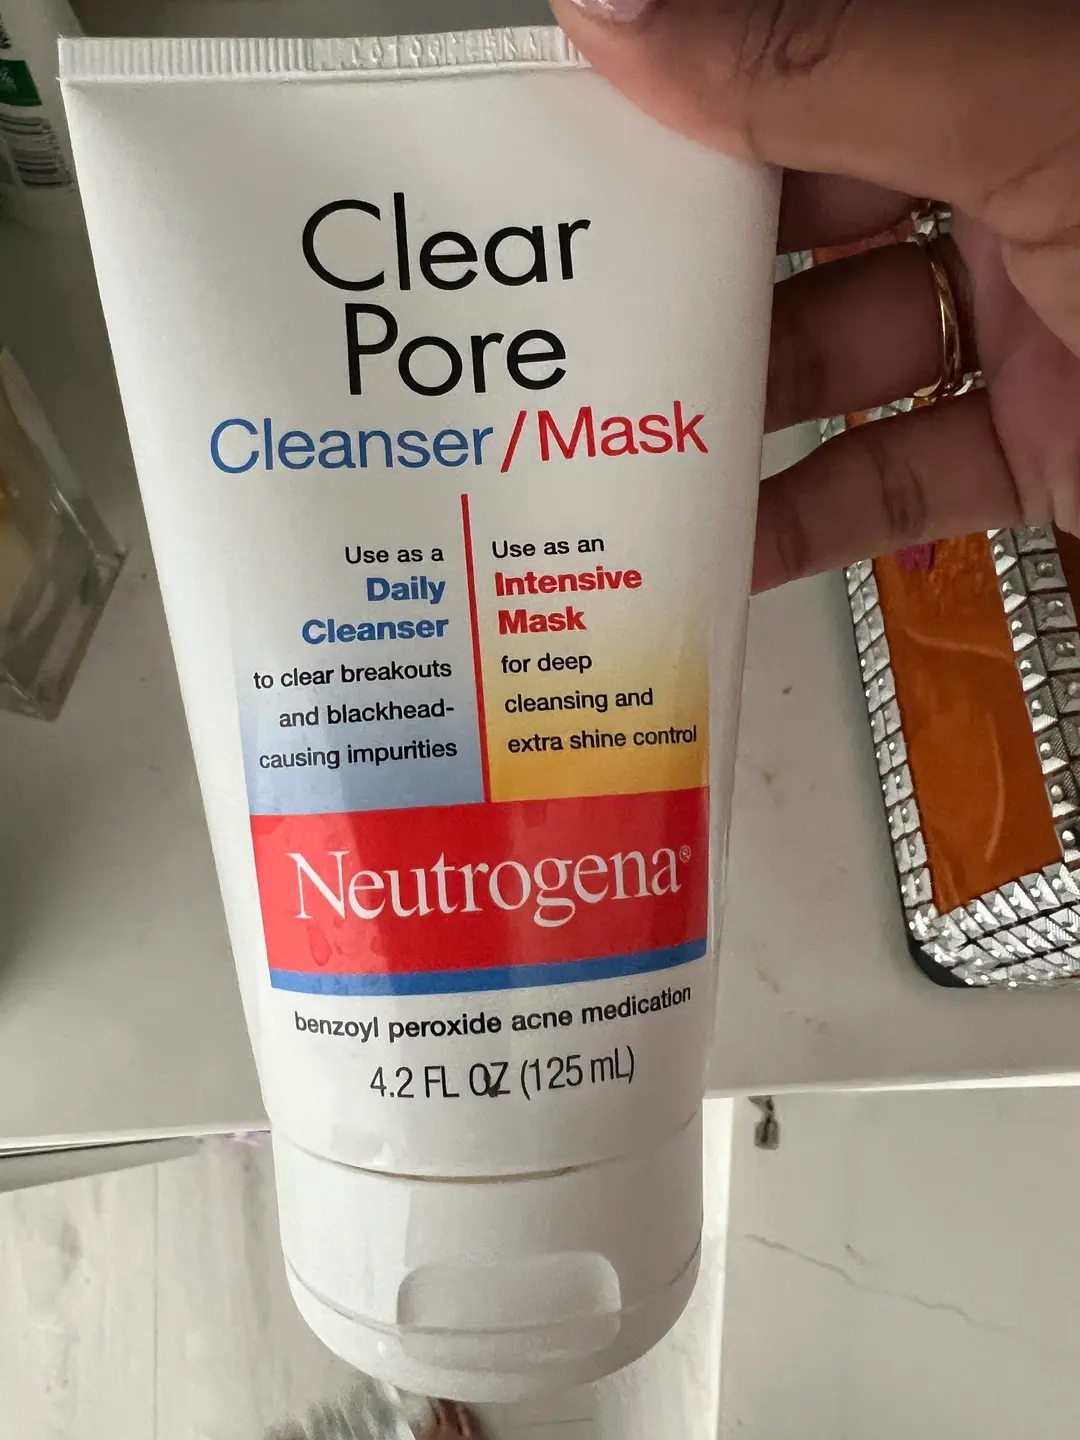 Clear
Pore
Cleanser/Mask
Use as a
Daily
Cleanser
to clear breakouts
and blackhead-
causing impurities
Use as an
Intensive
Mask
for deep
cleansing and
extra shine control
Neutrogena®
benzoyl peroxide acne medication
4.2 FL OZ (125 mL)